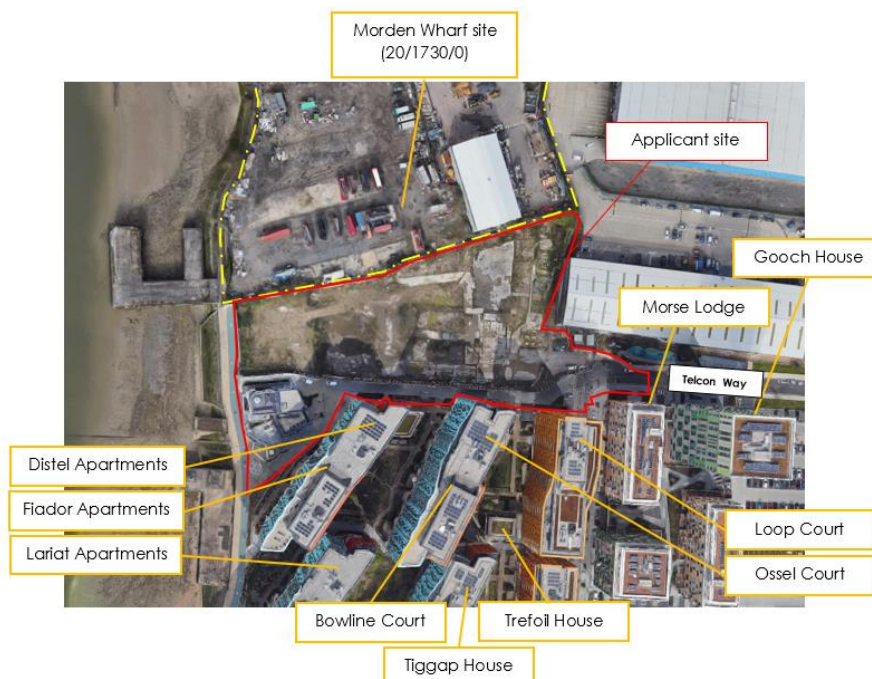 Morden Wharf site
(20/1730/0)
Applicant site
Gooch House
Morse Lodge
Telcon Way
Distel Apartments
Fiador Apartments
Lariat Apartments
Loop Court
Ossel Court
Bowline Court
Trefoil House
Tiggap House